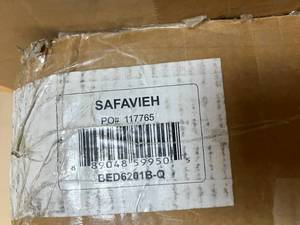 SAFAVIEH
PO# 117765
8 89048 59950 5
BED6201B-Q